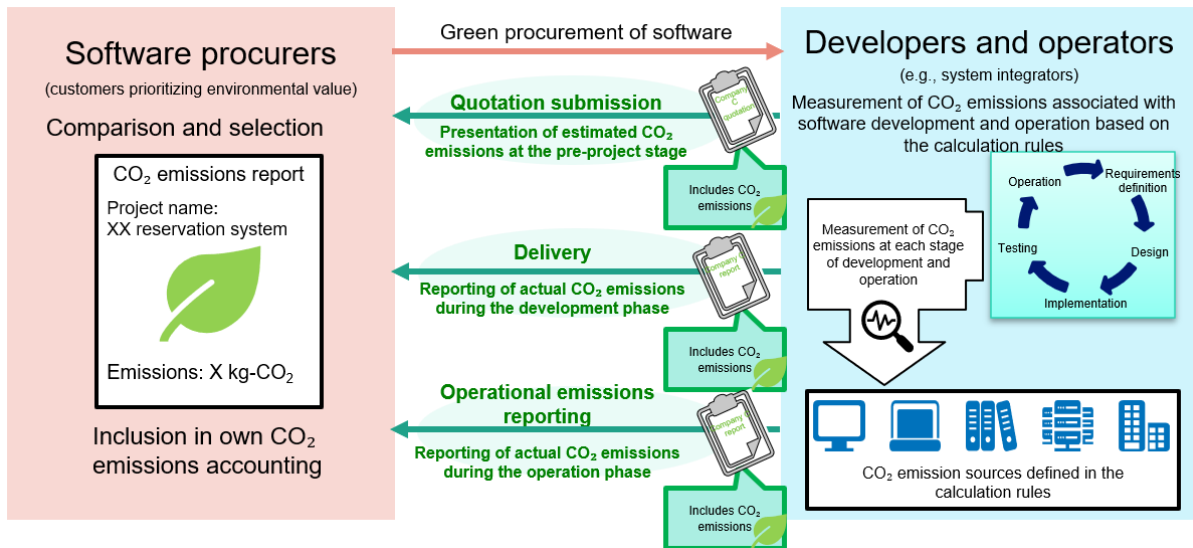 Software procurers
(customers prioritizing environmental value)
Comparison and selection
CO₂ emissions report
Project name:
XX reservation system
Emissions: X kg-CO₂
Inclusion in own CO₂
emissions accounting
Green procurement of software
Quotation submission
Presentation of estimated CO₂
emissions at the pre-project stage
Company
C
quotation
Includes CO₂
emissions
Delivery
Reporting of actual CO₂ emissions
during the development phase
Company C
report
Includes CO₂
emissions
Operational emissions
reporting
Reporting of actual CO₂ emissions
during the operation phase
Company C
report
Includes CO₂
emissions
Developers and operators
(e.g., system integrators)
Measurement of CO₂ emissions associated with
software development and operation based on
the calculation rules
Operation
Requirements
definition
Testing
Design
Implementation
Measurement of CO₂
emissions at each stage
of development and
operation
CO₂ emission sources defined in the
calculation rules